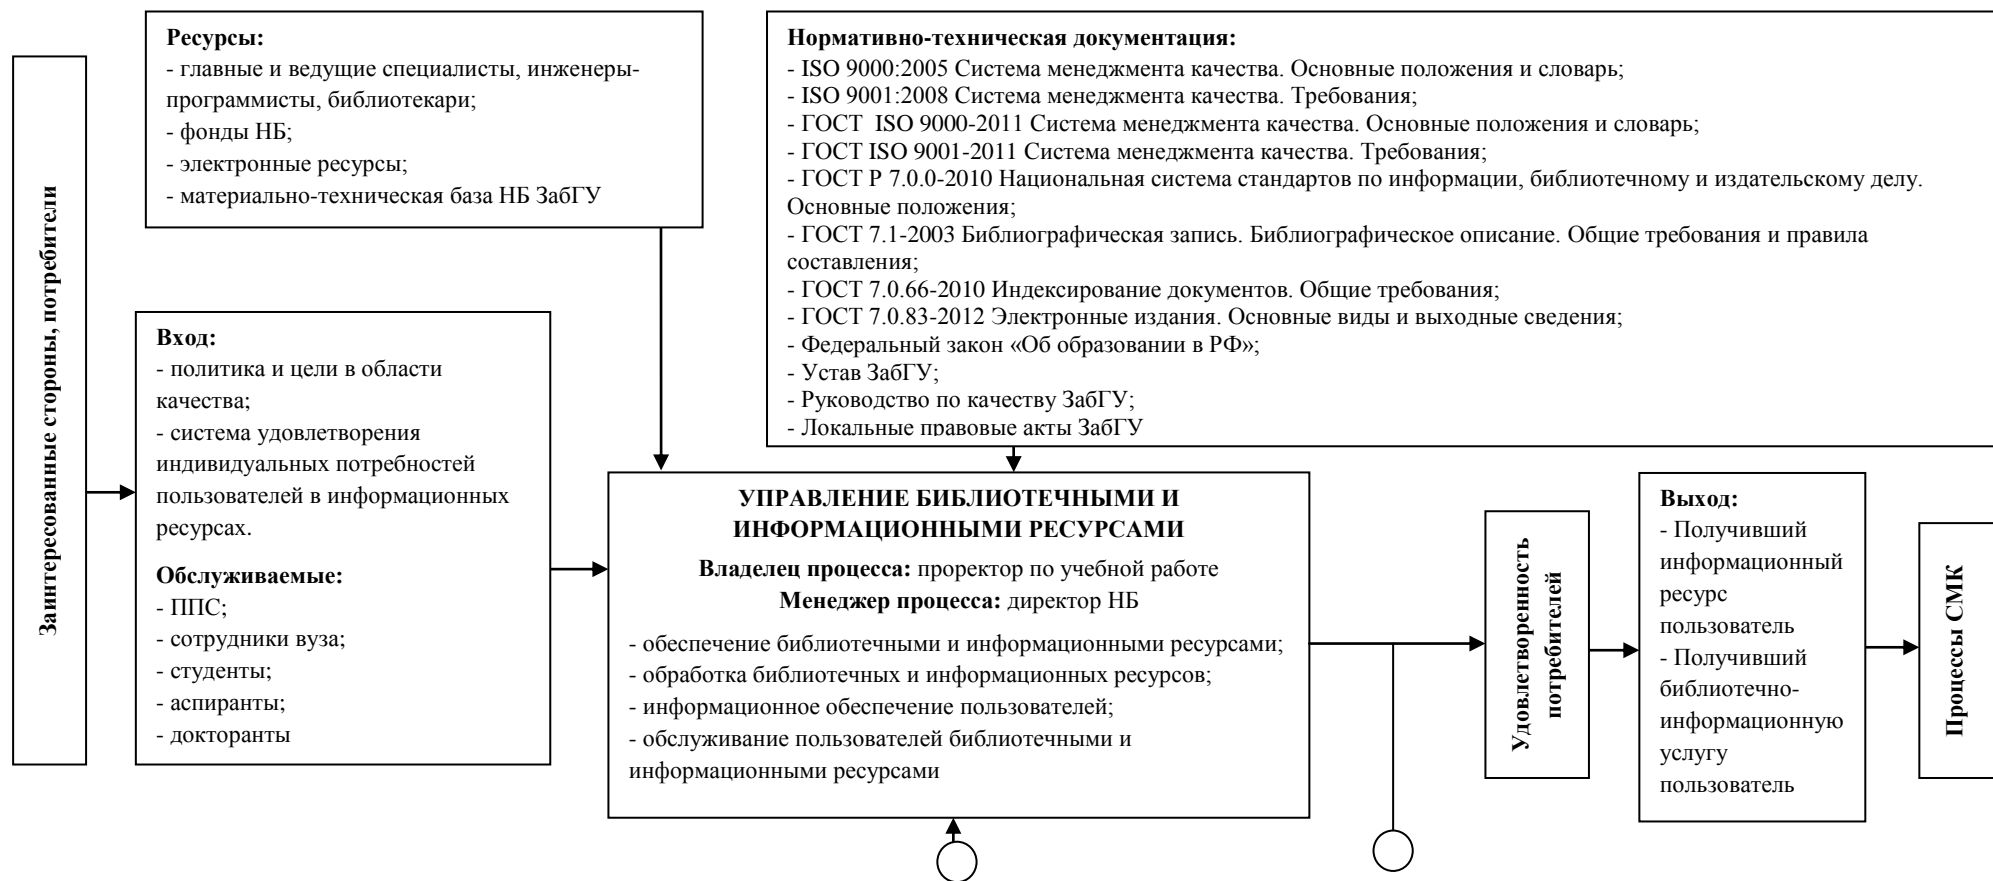 Заинтересованные стороны, потребители
Ресурсы:
- главные и ведущие специалисты, инженеры-
программисты, библиотекари;
- фонды НБ;
- электронные ресурсы;
- материально-техническая база НБ ЗабГУ
Нормативно-техническая документация:
- ISO 9000:2005 Система менеджмента качества. Основные положения и словарь;
- ISO 9001:2008 Система менеджмента качества. Требования;
- ГОСТ  ISO 9000-2011 Система менеджмента качества. Основные положения и словарь;
- ГОСТ ISO 9001-2011 Система менеджмента качества. Требования;
- ГОСТ Р 7.0.0-2010 Национальная система стандартов по информации, библиотечному и издательскому делу.
Основные положения;
- ГОСТ 7.1-2003 Библиографическая запись. Библиографическое описание. Общие требования и правила
составления;
- ГОСТ 7.0.66-2010 Индексирование документов. Общие требования;
- ГОСТ 7.0.83-2012 Электронные издания. Основные виды и выходные сведения;
- Федеральный закон «Об образовании в РФ»;
- Устав ЗабГУ;
- Руководство по качеству ЗабГУ;
- Локальные правовые акты ЗабГУ
Вход:
- политика и цели в области
качества;
- система удовлетворения
индивидуальных потребностей
пользователей в информационных
ресурсах.
Обслуживаемые:
- ППС;
- сотрудники вуза;
- студенты;
- аспиранты;
- докторанты
УПРАВЛЕНИЕ БИБЛИОТЕЧНЫМИ И
ИНФОРМАЦИОННЫМИ РЕСУРСАМИ
Владелец процесса: проректор по учебной работе
Менеджер процесса: директор НБ
- обеспечение библиотечными и информационными ресурсами;
- обработка библиотечных и информационных ресурсов;
- информационное обеспечение пользователей;
- обслуживание пользователей библиотечными и
информационными ресурсами
Удовлетворенность
потребителей
Выход:
- Получивший
информационный
ресурс
пользователь
- Получивший
библиотечно-
информационную
услугу
пользователь
Процессы СМК